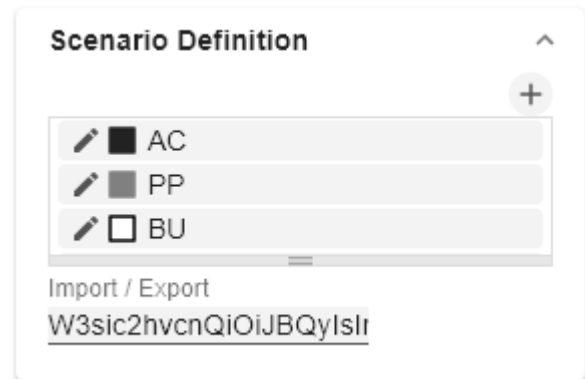 Scenario Definition
AC
PP
BU
Import / Export
W3sic2hvcnQiOiJBQyIsIr